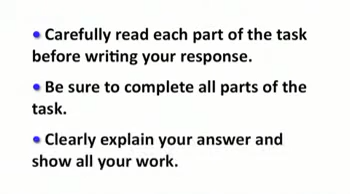 • Carefully read each part of the task
before writing your response.
• Be sure to complete all parts of the
task.
• Clearly explain your answer and
show all your work.